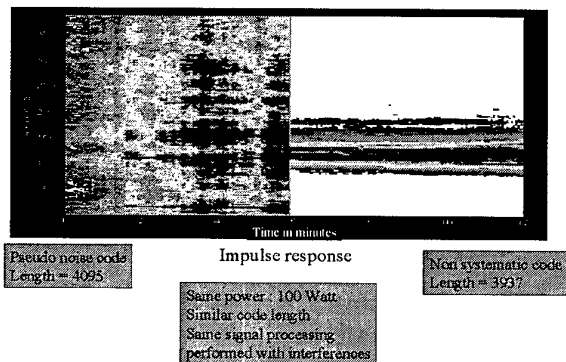 Time in minutes
Pseudo noise code
Length = 4095
Impulse response
Non systematic code
Length = 3937
Same power : 100 Watt
Similar code length
Same signal processing
performed with interferences